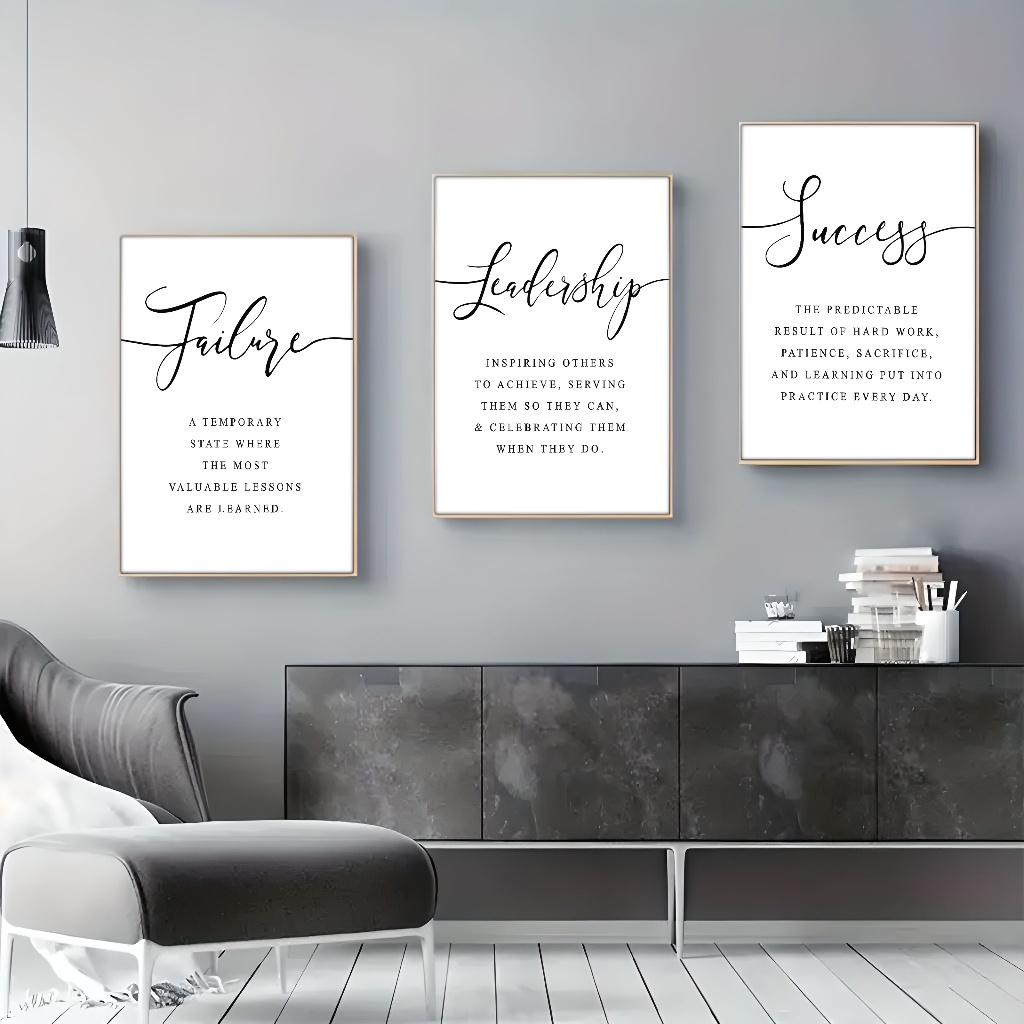 Failure
A TEMPORARY
STATE WHERE
THE MOST
VALUABLE LESSONS
ARE LEARNED.
Leadership
INSPIRING OTHERS
TO ACHIEVE, SERVING
THEM SO THEY CAN,
& CELEBRATING THEM
WHEN THEY DO.
Success
THE PREDICTABLE
RESULT OF HARD WORK,
PATIENCE, SACRIFICE,
AND LEARNING PUT INTO
PRACTICE EVERY DAY.